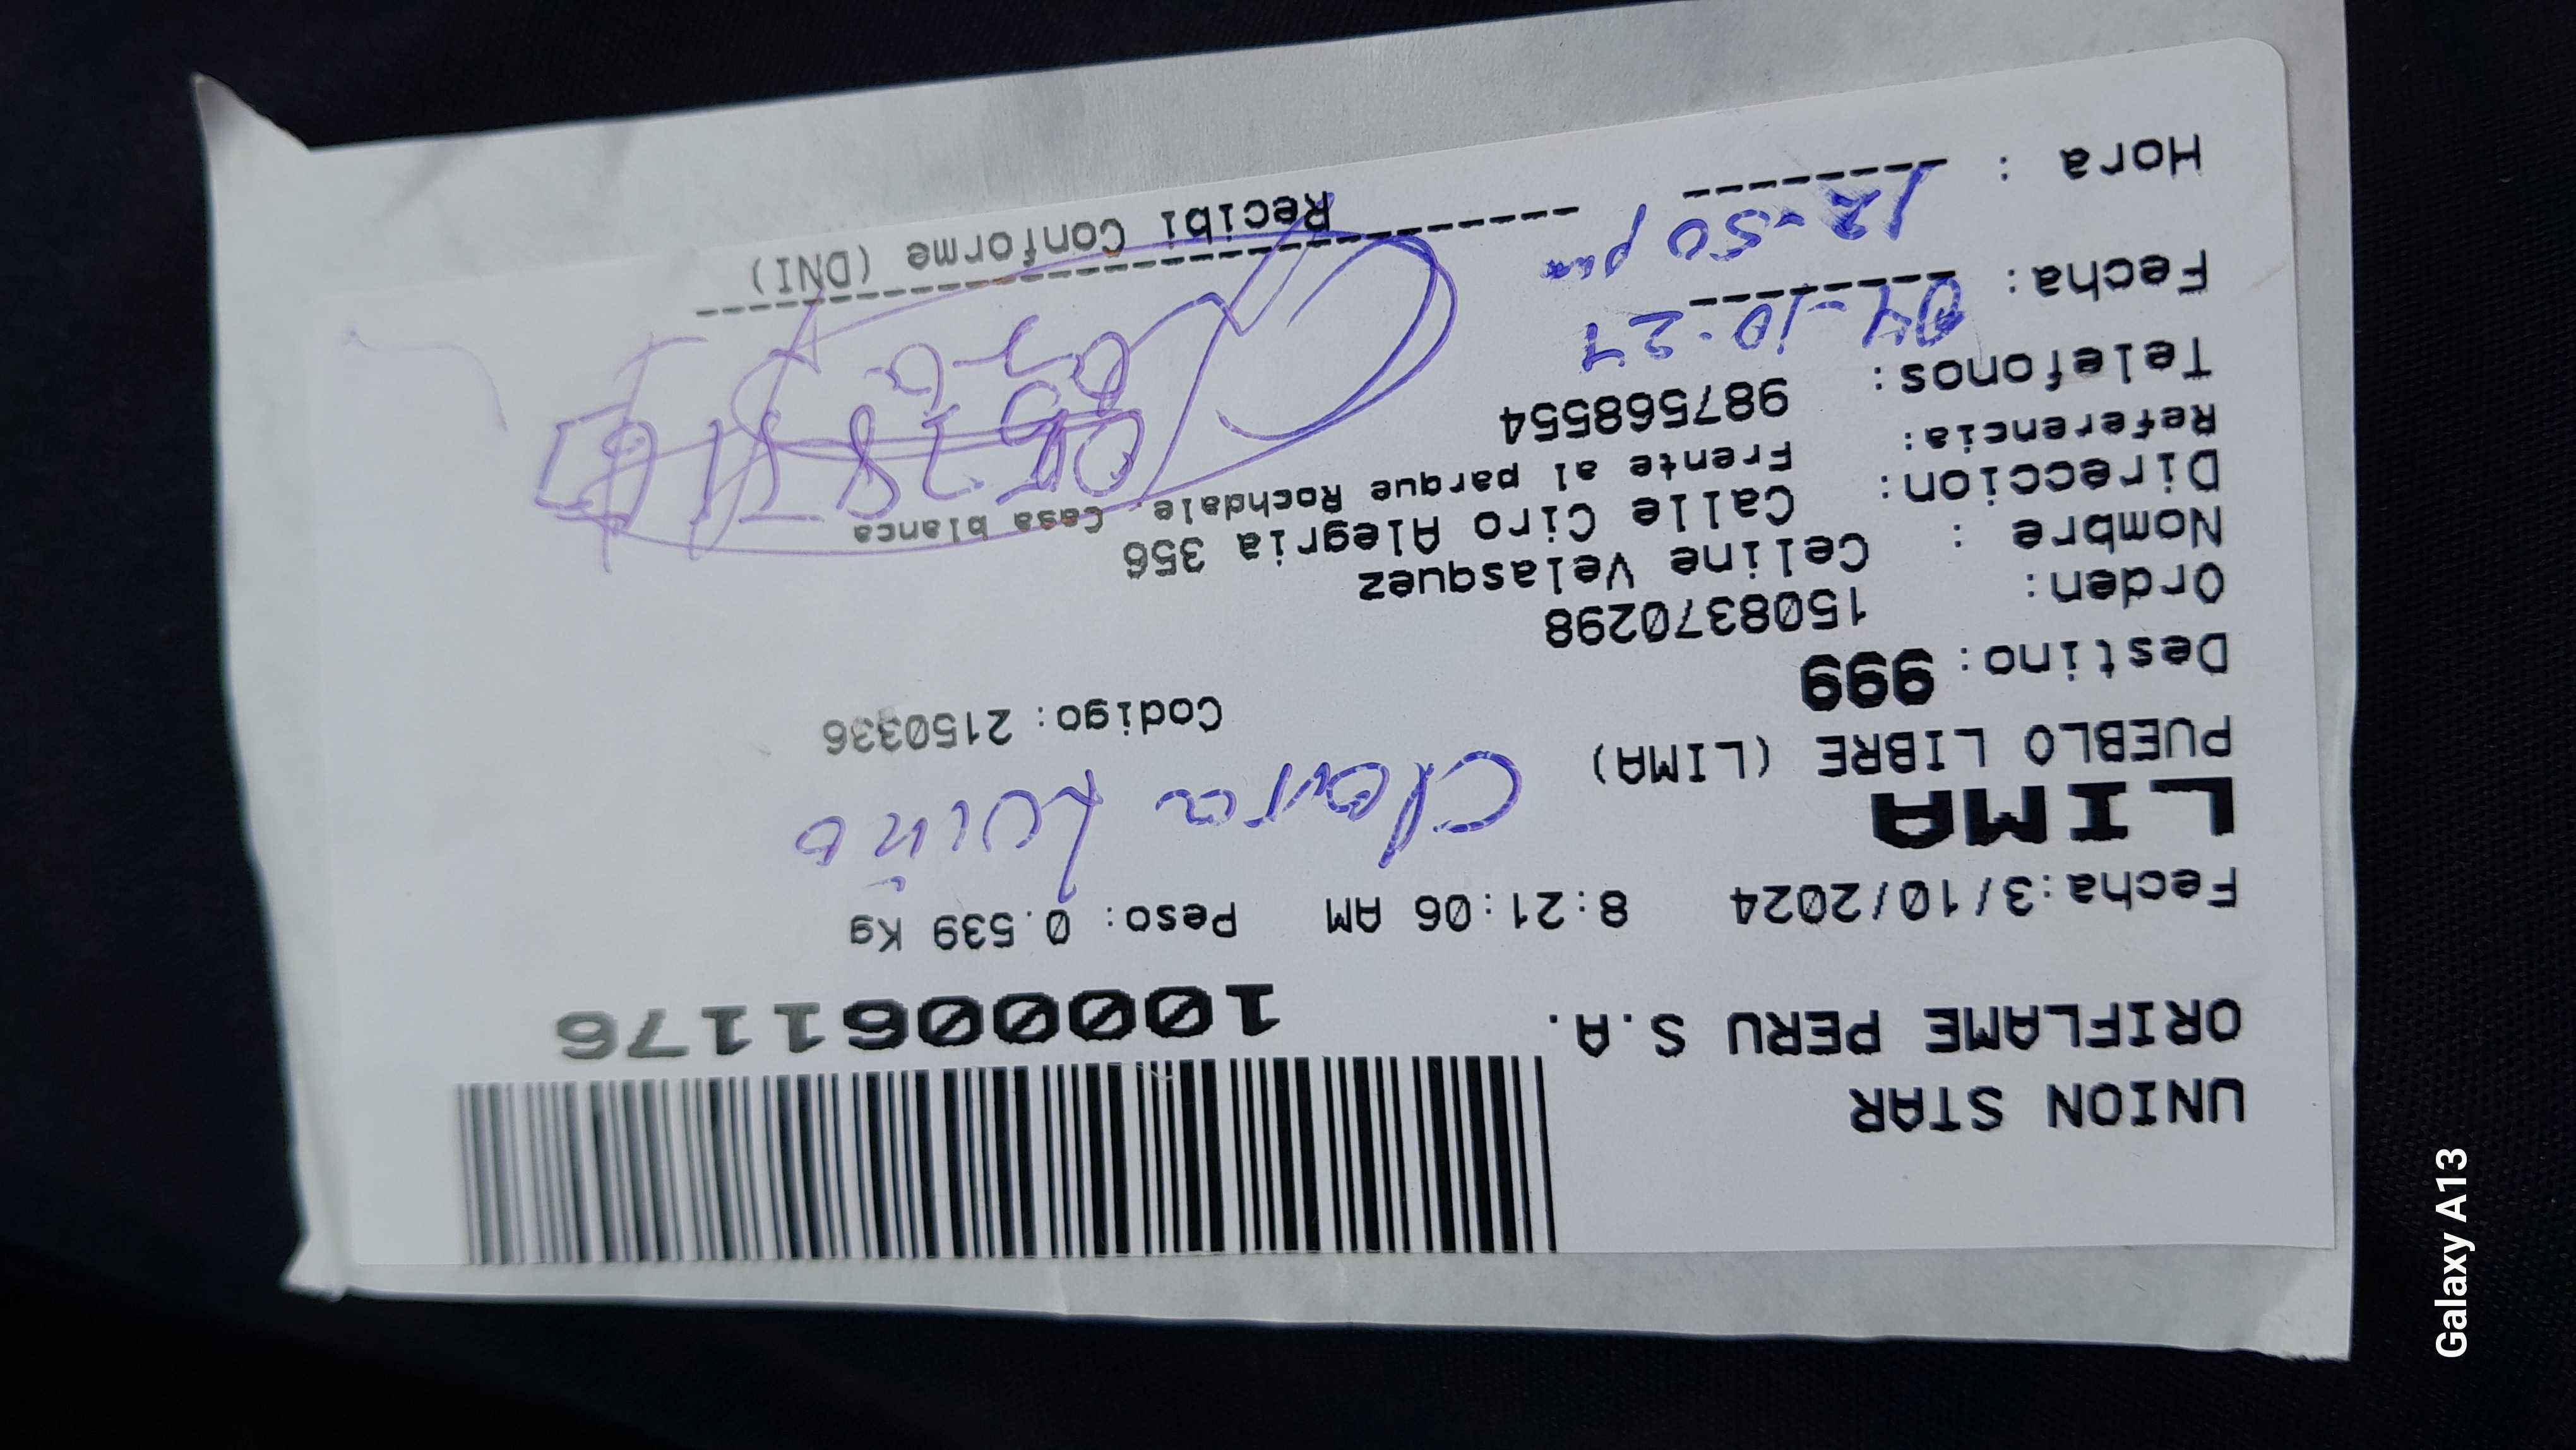 UNION STAR
ORIFLAME PERU S.A.
1000061176
Fecha:3/10/2024 8:21:06 AM Peso: 0.539 Kg
LIMA
Clara
PUEBLO LIBRE (LIMA)
Codigo: 2150336
Destino: 999
Orden: 1508370298
Nombre : Celine Velasquez
Direccion: Calle Ciro Alegria 356
Referencia: Frente al parque Rochdale. Casa blanca
Telefonos: 987568554
Fecha: 04-10-24
Hora : 12-50 pm
Recibi Conforme (DNI)
Galaxy A13